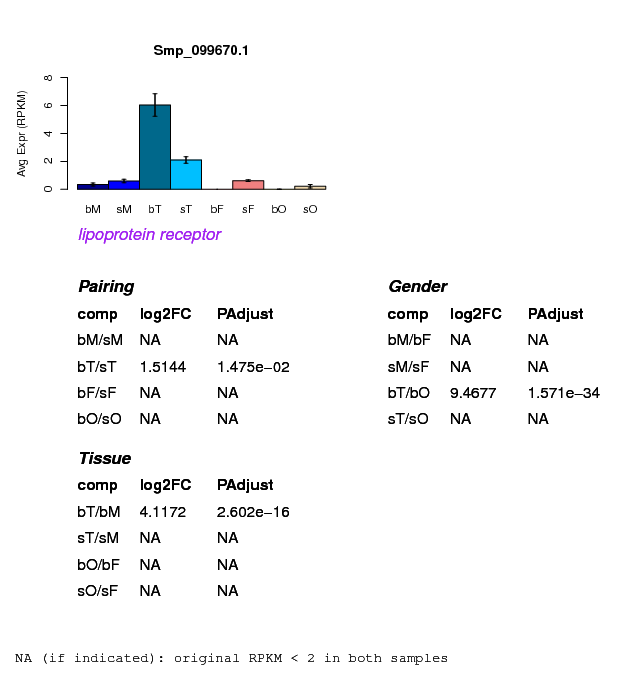 Smp_099670.1
Avg Expr (RPKM)
8
6
4
2
0
bM sM bT sT bF sF bO sO
lipoprotein receptor
Pairing
comp log2FC PAdjust
bM/sM NA NA
bT/sT 1.5144 1.475e−02
bF/sF NA NA
bO/sO NA NA
Gender
comp log2FC PAdjust
bM/bF NA NA
sM/sF NA NA
bT/bO 9.4677 1.571e−34
sT/sO NA NA
Tissue
comp log2FC PAdjust
bT/bM 4.1172 2.602e−16
sT/sM NA NA
bO/bF NA NA
sO/sF NA NA
NA (if indicated): original RPKM < 2 in both samples